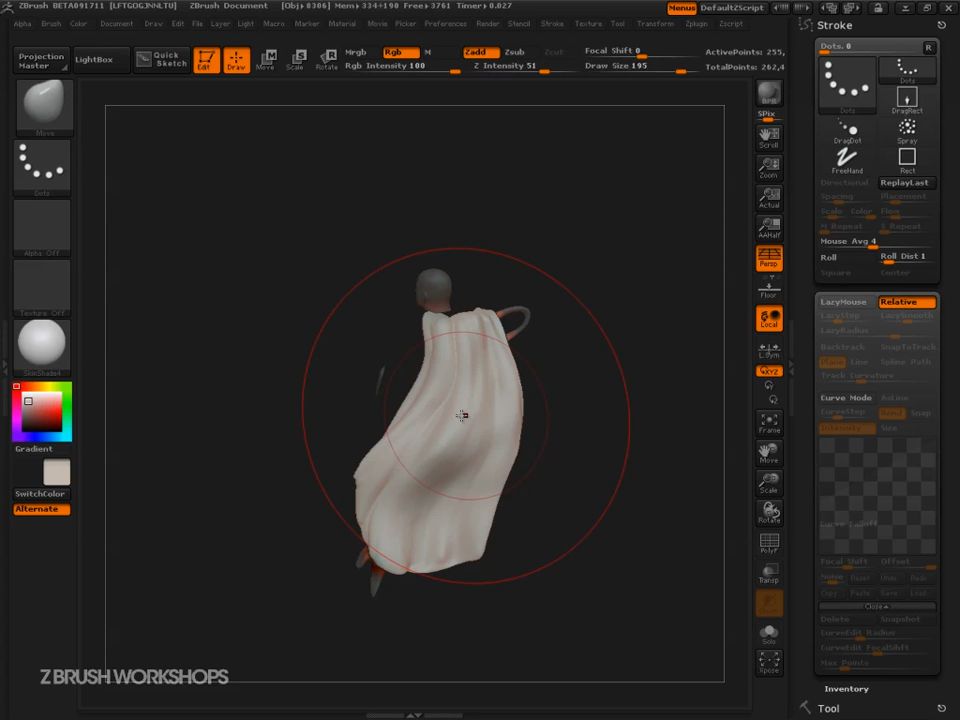 ZBrush BETA091711 [LFTGOGJNNLTU] ZBrush Document [Obj=8306] Mem=334+190 Free=3761 Timer=0.027 Menus DefaultZScript
Alpha Brush Color Document Draw Edit File Layer Light Macro Marker Material Movie Picker Preferences Render Stencil Stroke Texture Tool Transform Zplugin Zscript
Projection Master LightBox Quick Sketch Edit Draw Move Scale Rotate
Mrgb Rgb M Zadd Zsub Zcut Focal Shift 0 ActivePoints: 255,
Rgb Intensity 100 Z Intensity 51 Draw Size 195 TotalPoints: 262,4
Move
Dots
Alpha Off
Texture Off
SkinShade4
Gradient
SwitchColor
Alternate
BPR
SPix
Scroll
Zoom
Actual
AAHalf
Persp
Floor
Local
L.Sym
XYZ
Frame
Move
Scale
Rotate
PolyF
Transp
Solo
Xpose
Stroke
Dots. 0 R
Dots Dots
DragRect
DragDot Spray
FreeHand Rect
Directional ReplayLast
Spacing Placement
Scale Color Flow
M Repeat S Repeat
Mouse Avg 4
Roll Roll Dist 1
Square Center
LazyMouse Relative
LazyStep LazySmooth
LazyRadius
Backtrack SnapToTrack
Plane Line Spline Path
Track Curvature
Curve Mode
CurveStep Bend Snap
Intensity Size
Curve Falloff
Focal Shift Offset
Noise Reset Undo Redo
Copy Paste Save Load
Close
Delete Snapshot
CurveEdit Radius
CurveEdit FocalShift
Max Points
Inventory
Tool
Z BRUSH WORKSHOPS